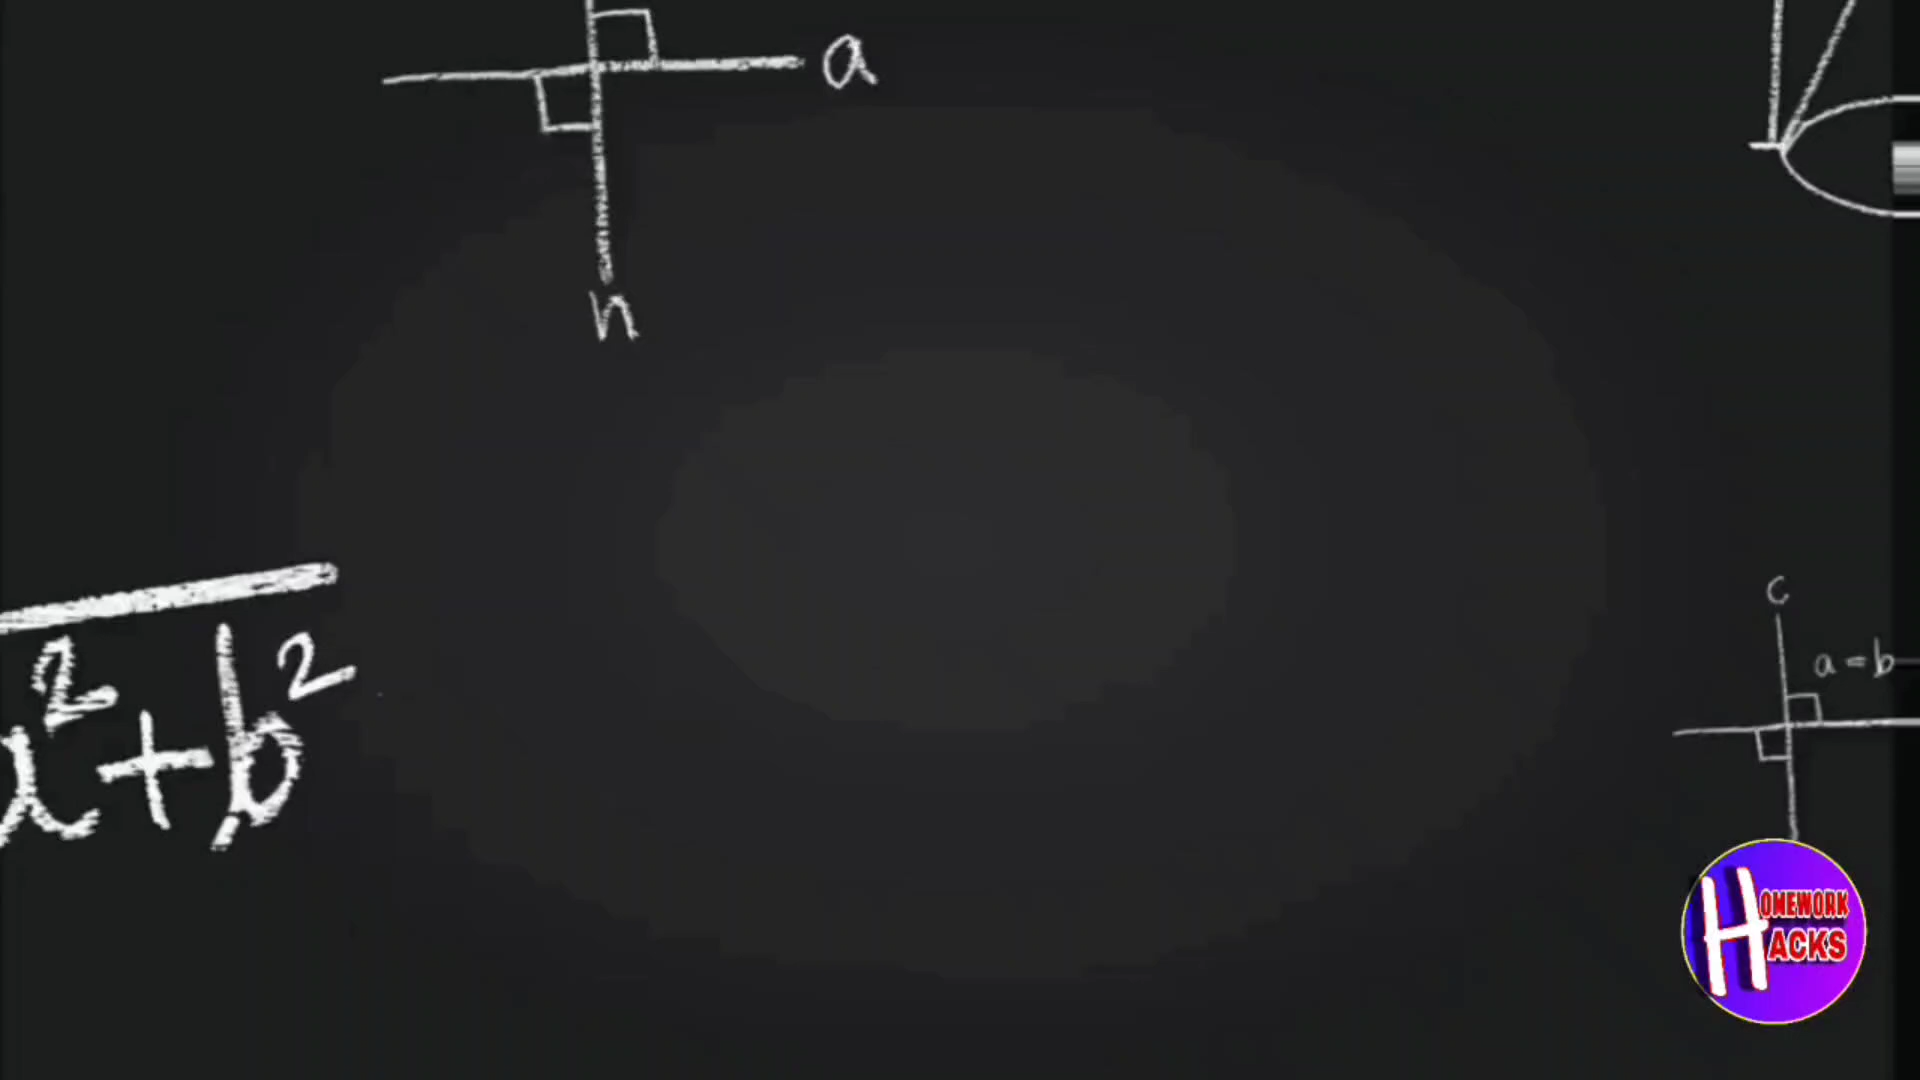 a
n
c
a = b
a²+b²
HOMEWORK
HACKS